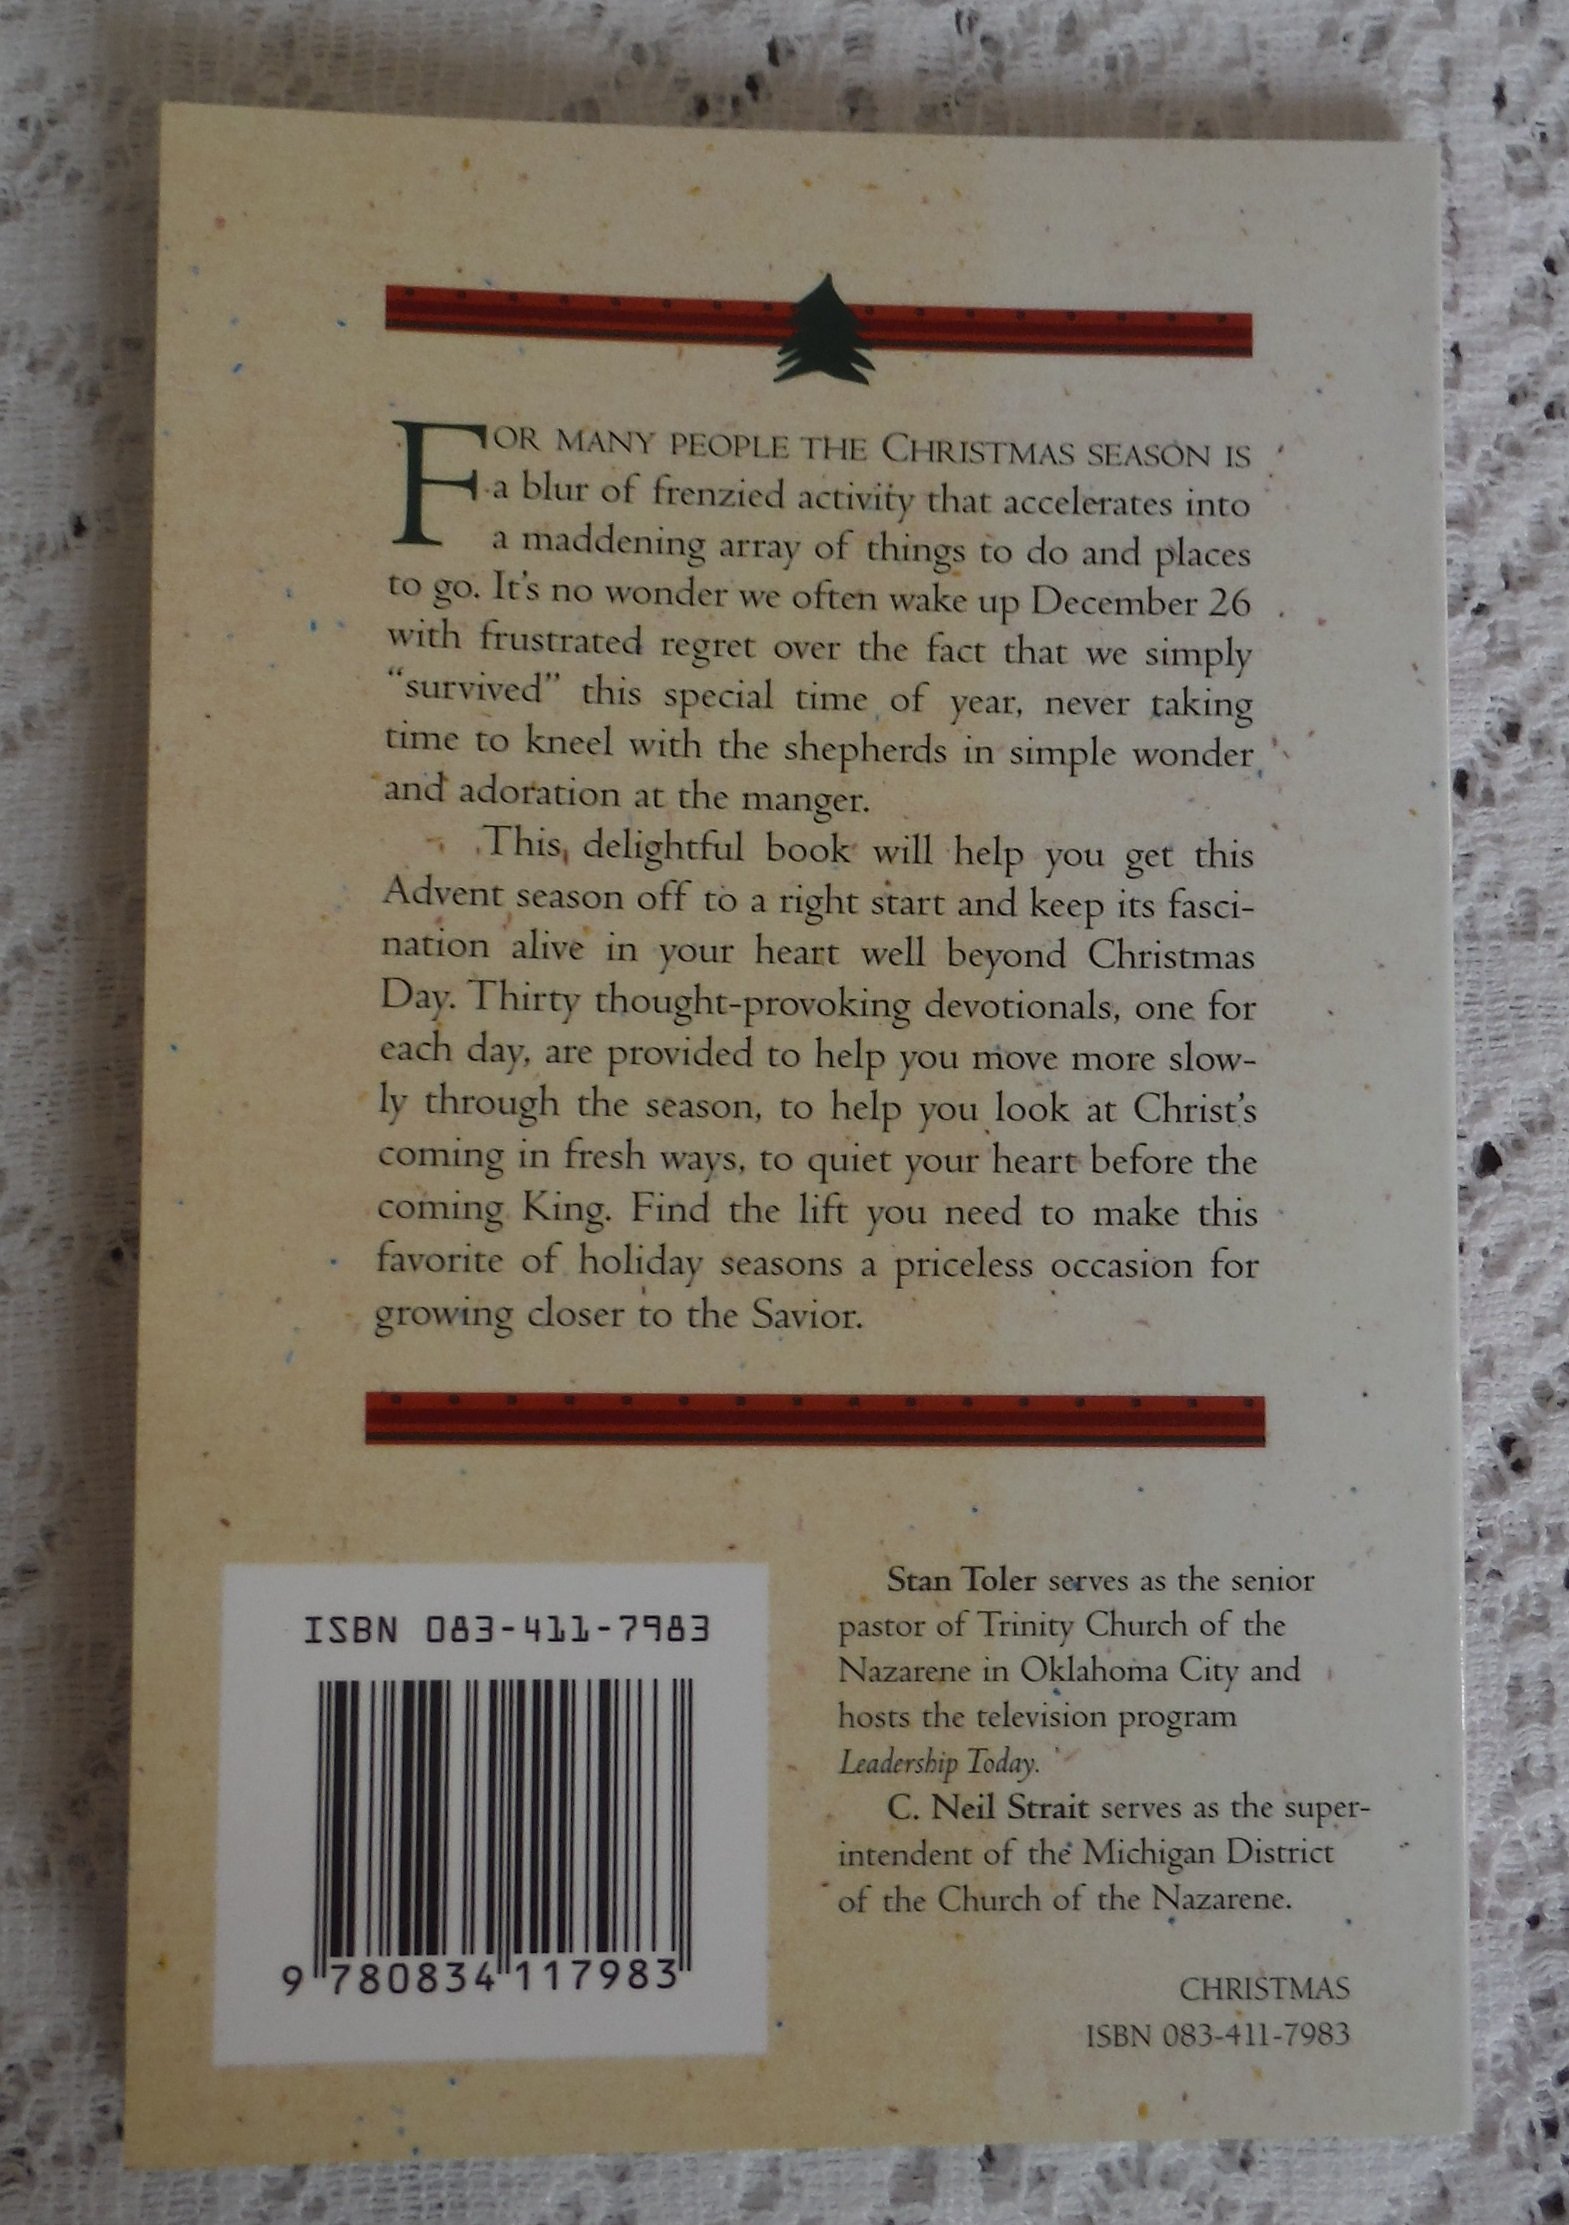 FOR MANY PEOPLE THE CHRISTMAS SEASON IS
a blur of frenzied activity that accelerates into
a maddening array of things to do and places
to go. It's no wonder we often wake up December 26
with frustrated regret over the fact that we simply
“survived” this special time of year, never taking
time to kneel with the shepherds in simple wonder
and adoration at the manger.
This delightful book will help you get this
Advent season off to a right start and keep its fasci-
nation alive in your heart well beyond Christmas
Day. Thirty thought-provoking devotionals, one for
each day, are provided to help you move more slow-
ly through the season, to help you look at Christ's
coming in fresh ways, to quiet your heart before the
coming King. Find the lift you need to make this
favorite of holiday seasons a priceless occasion for
growing closer to the Savior.
ISBN 083-411-7983
9 780834 117983
Stan Toler serves as the senior
pastor of Trinity Church of the
Nazarene in Oklahoma City and
hosts the television program
Leadership Today.
C. Neil Strait serves as the super-
intendent of the Michigan District
of the Church of the Nazarene.
CHRISTMAS
ISBN 083-411-7983